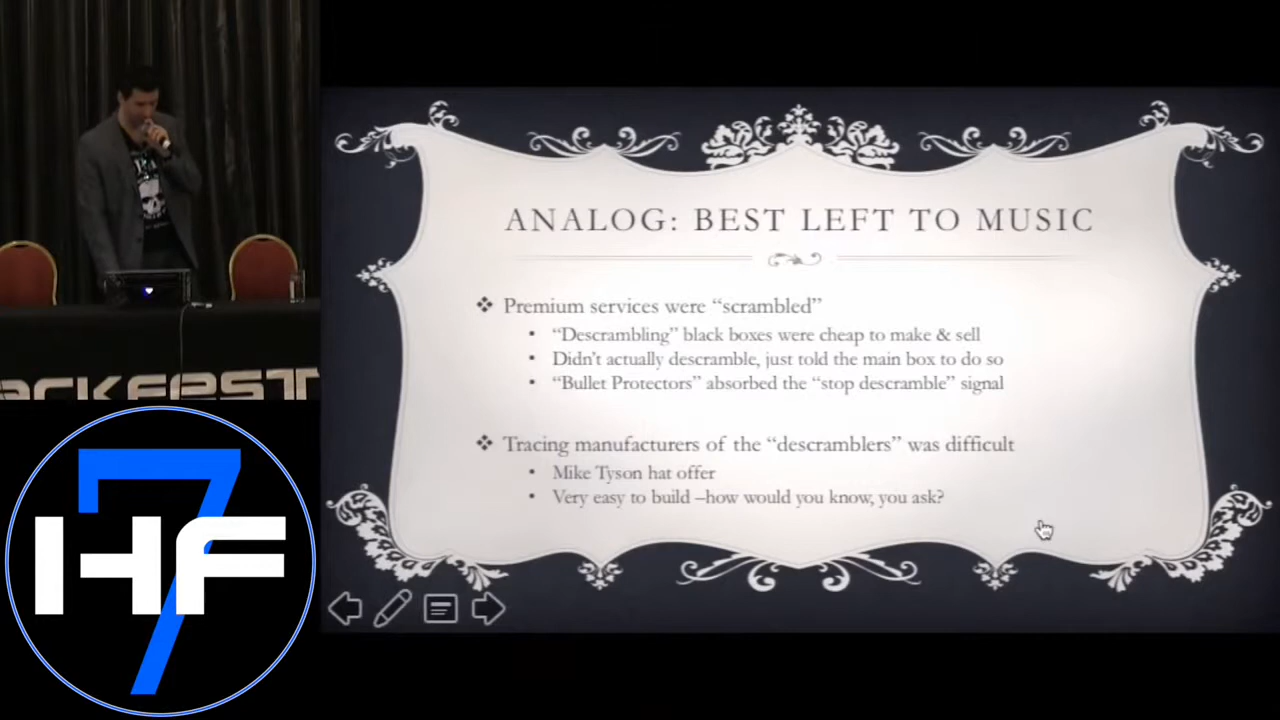 ANALOG: BEST LEFT TO MUSIC
Premium services were “scrambled”
“Descrambling” black boxes were cheap to make & sell
Didn't actually descramble, just told the main box to do so
“Bullet Protectors” absorbed the “stop descramble” signal
Tracing manufacturers of the “descramblers” was difficult
Mike Tyson hat offer
Very easy to build –how would you know, you ask?
ACKFEST
7
HF